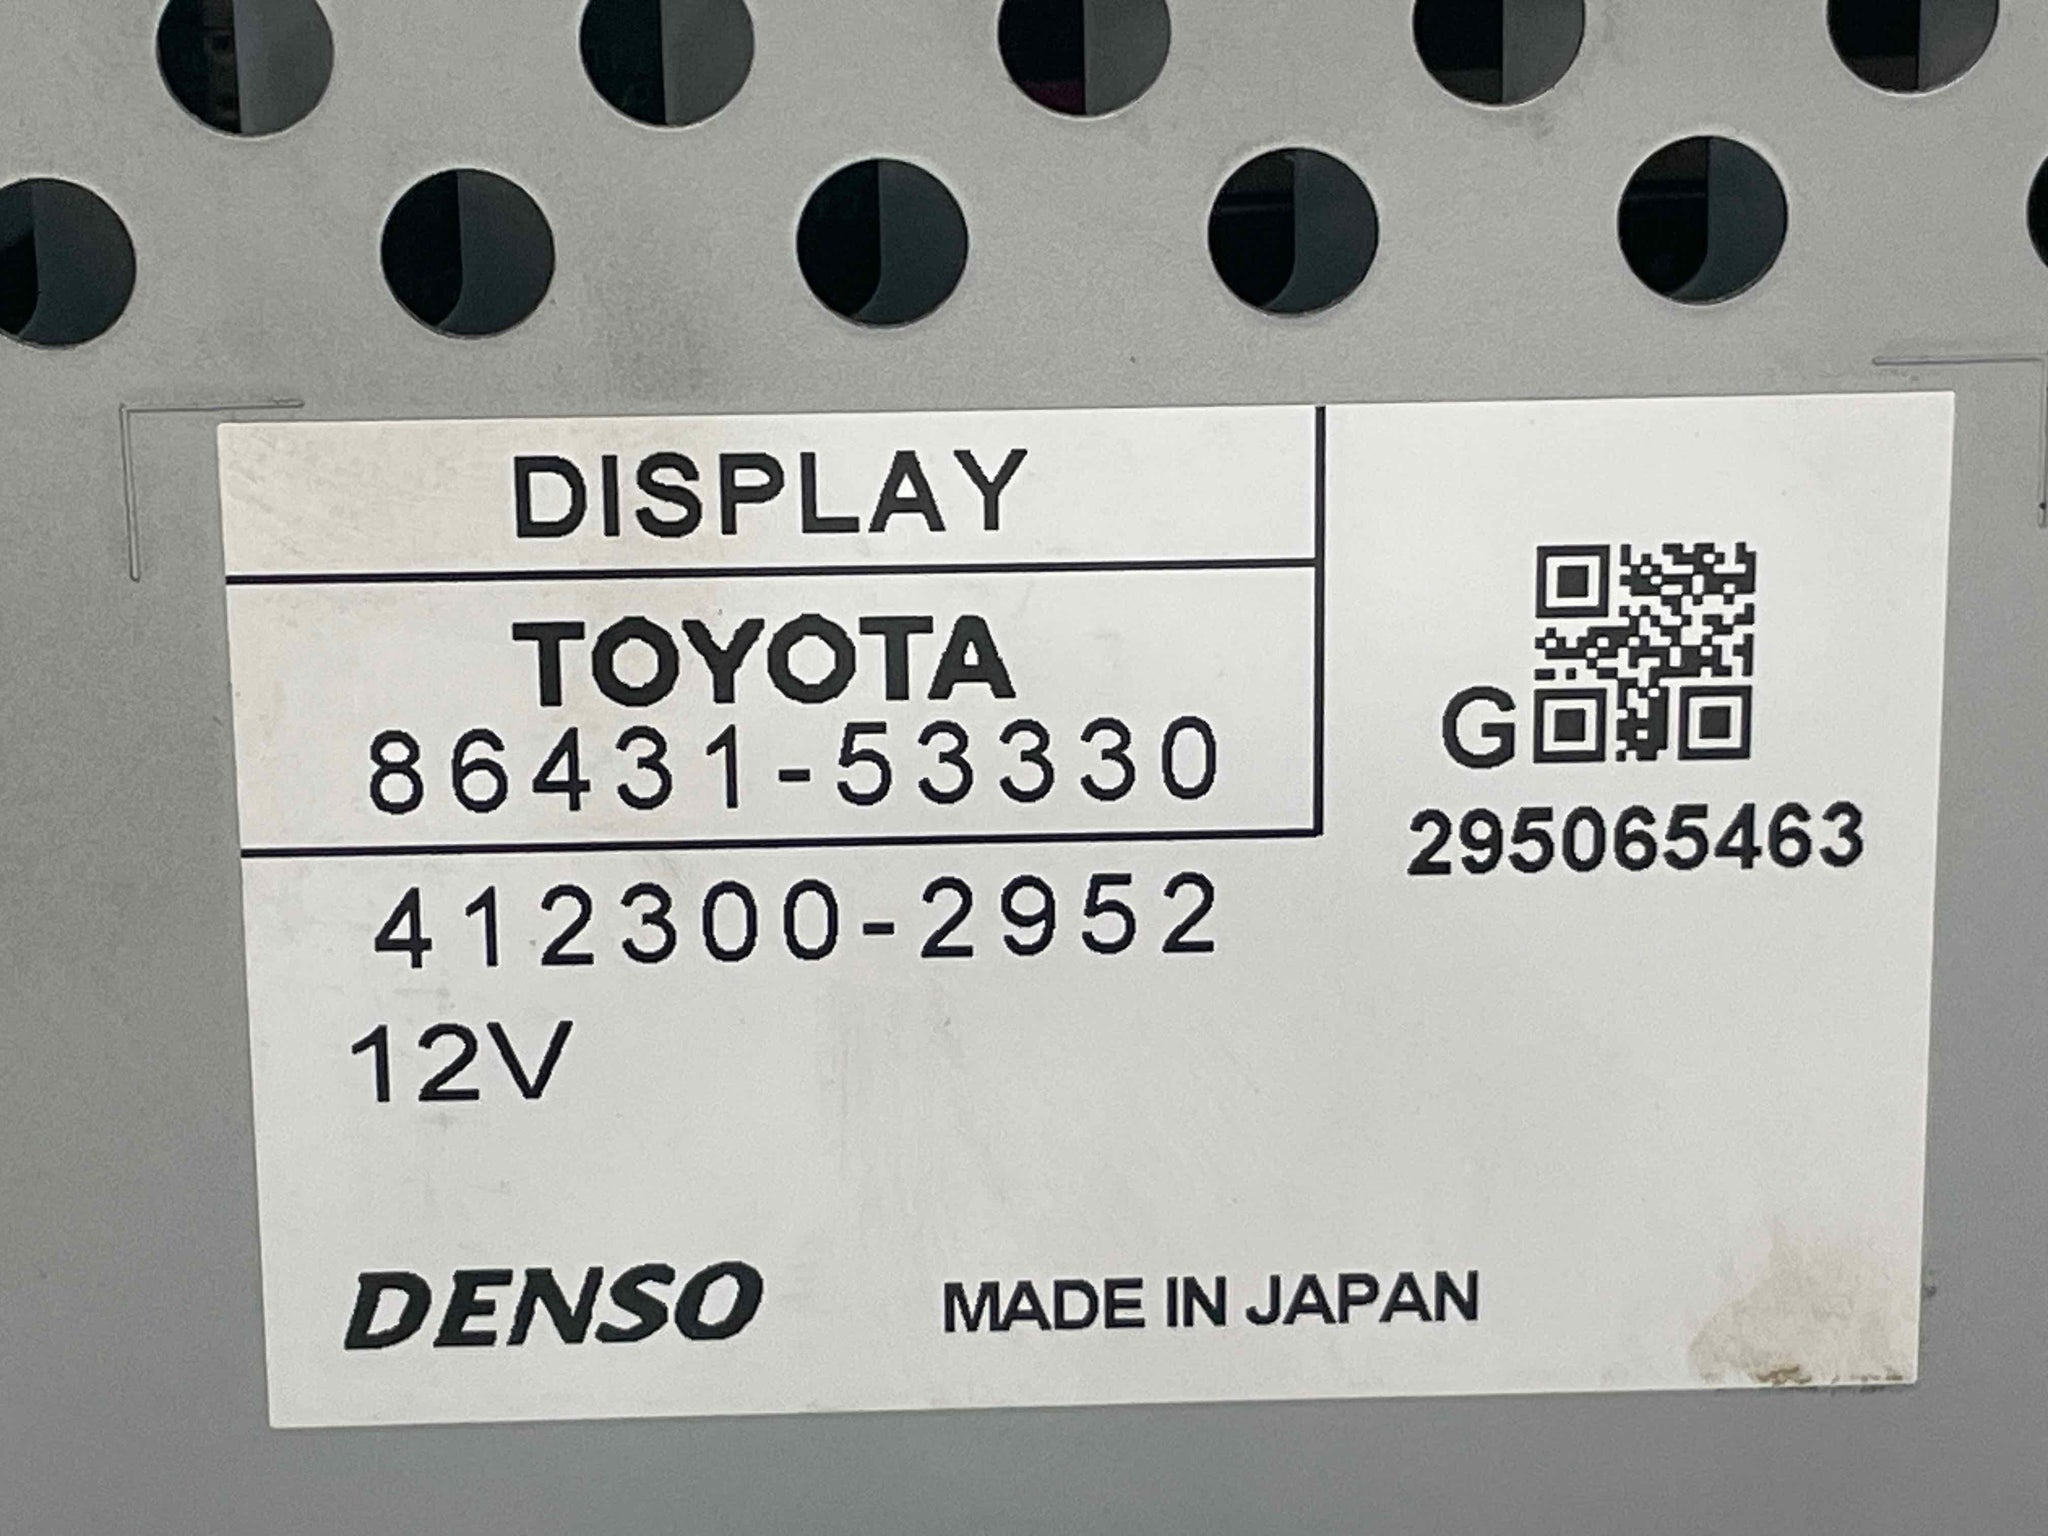 DISPLAY
TOYOTA
86431-53330
412300-2952
12V
G
295065463
DENSO
MADE IN JAPAN